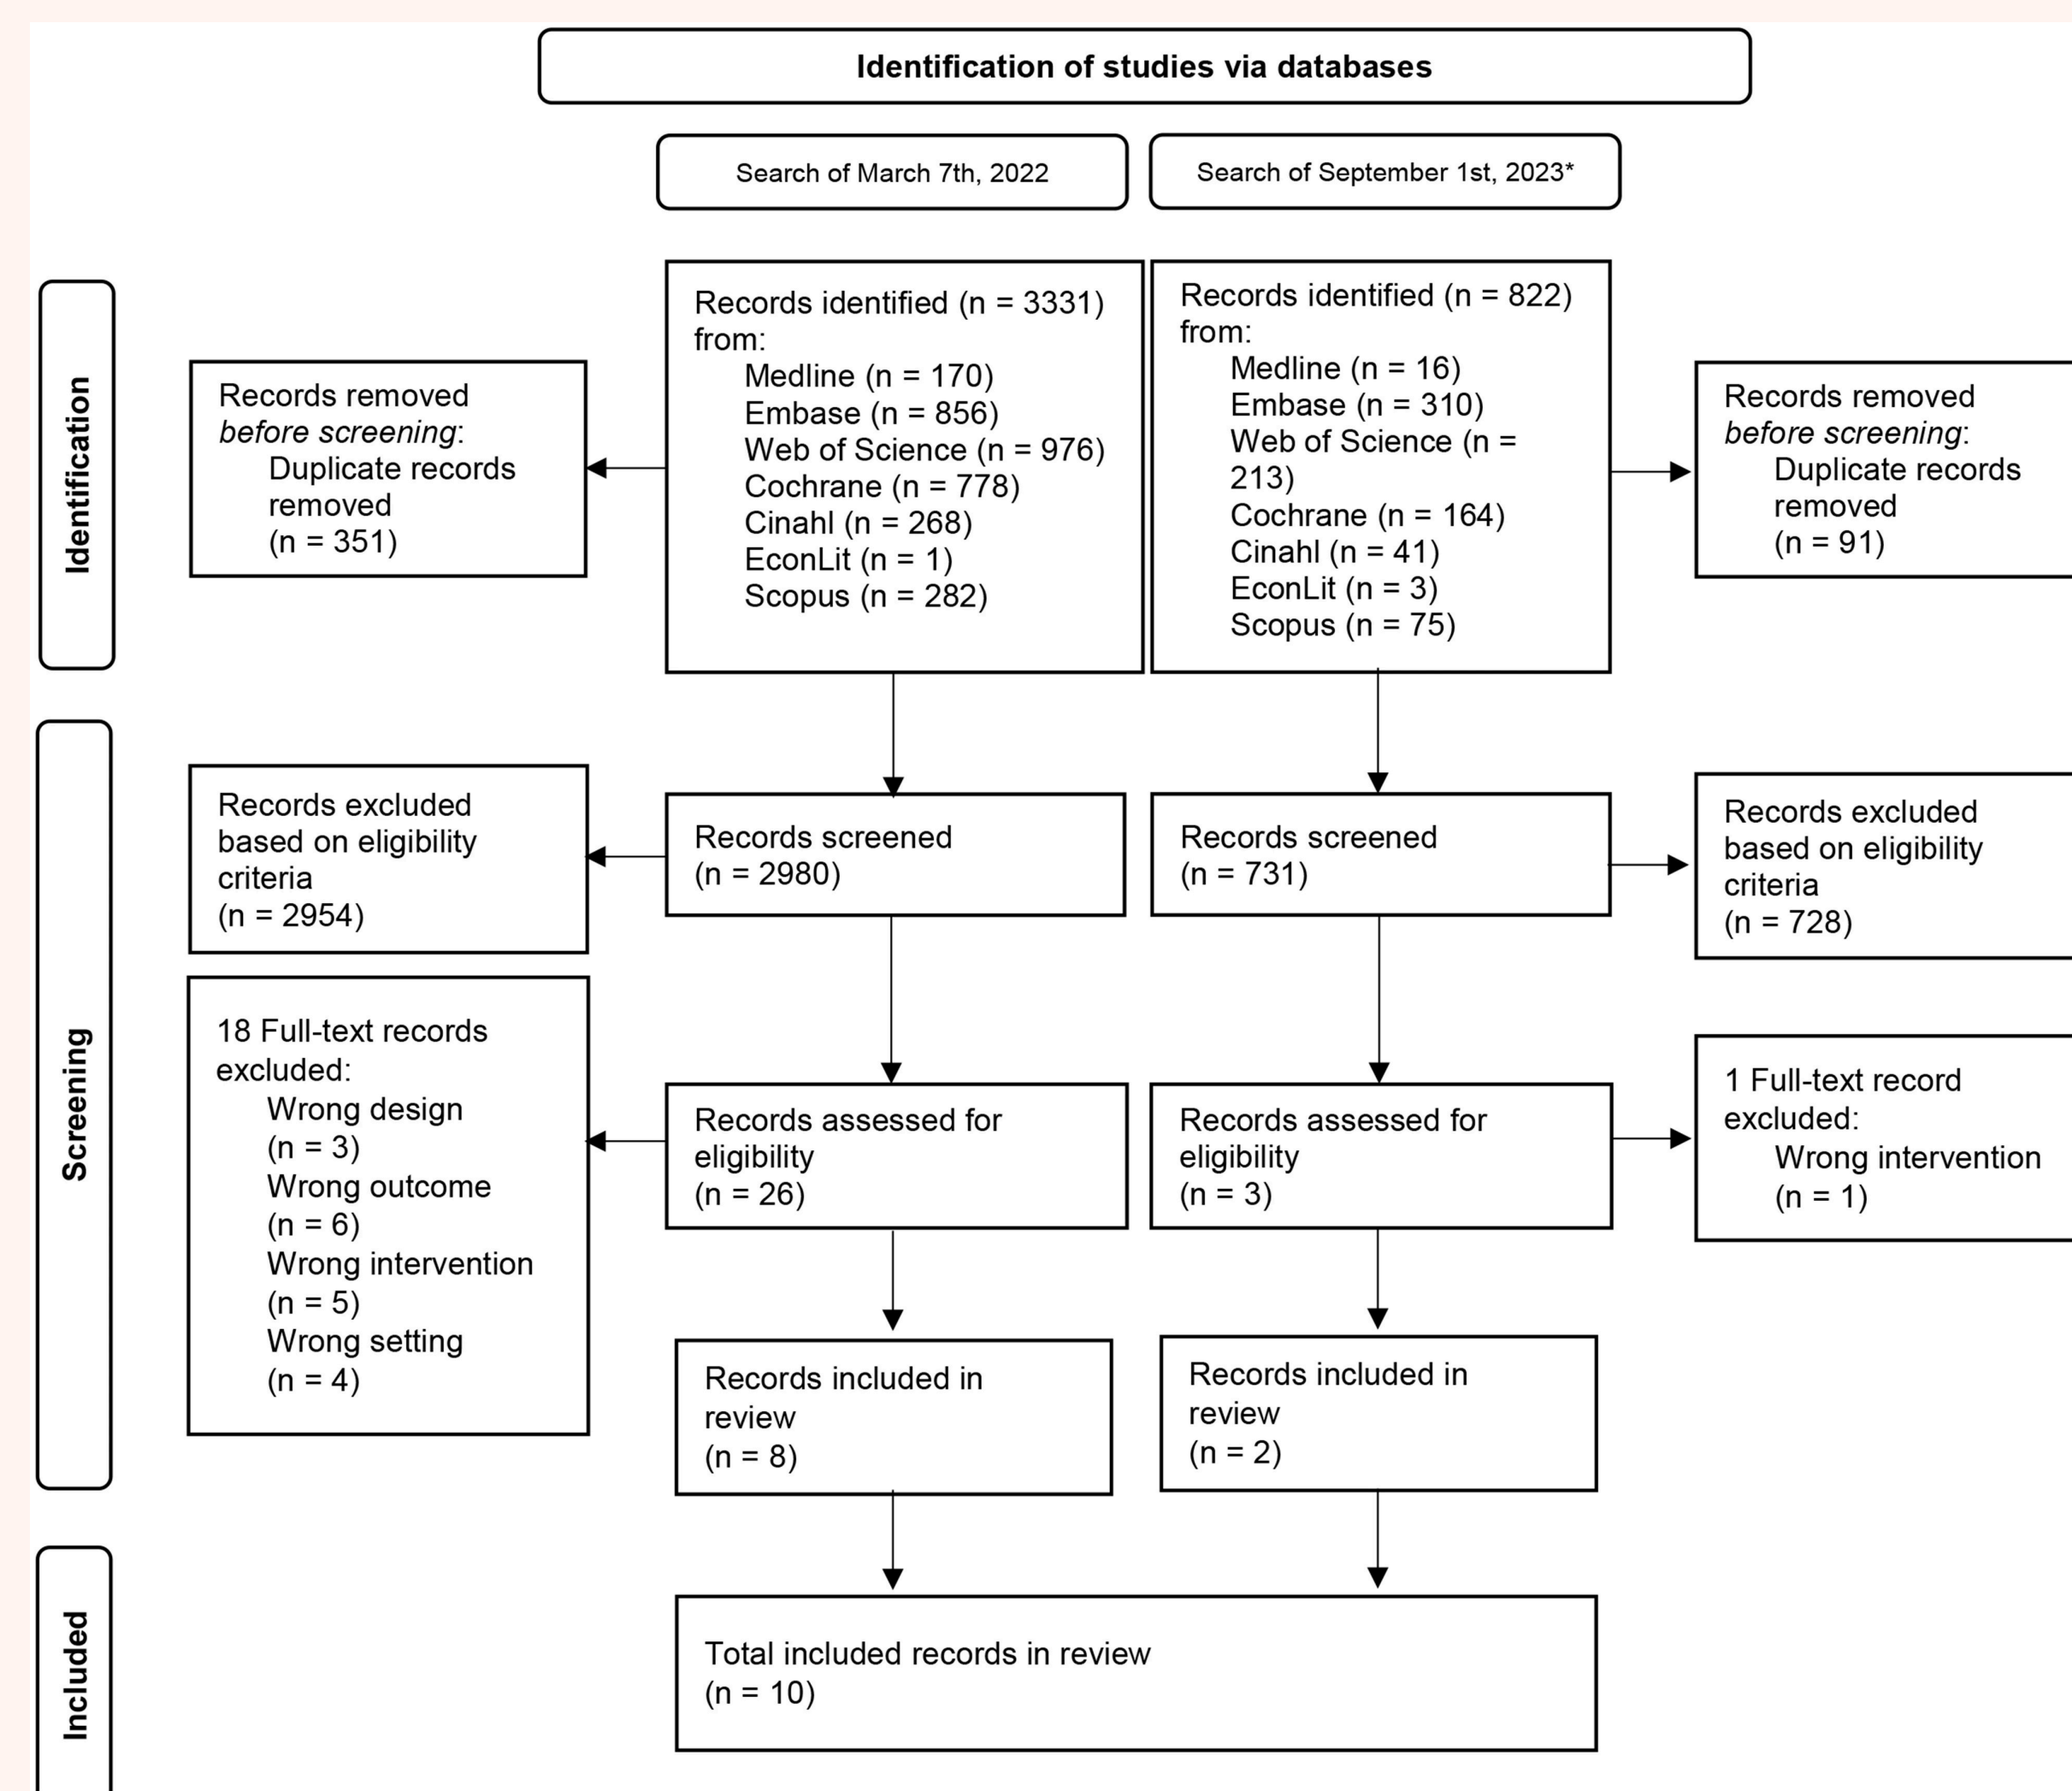 Identification of studies via databases
Search of March 7th, 2022
Search of September 1st, 2023*
Identification
Records removed
before screening:
Duplicate records
removed
(n = 351)
Records identified (n = 3331)
from:
Medline (n = 170)
Embase (n = 856)
Web of Science (n = 976)
Cochrane (n = 778)
Cinahl (n = 268)
EconLit (n = 1)
Scopus (n = 282)
Records identified (n = 822)
from:
Medline (n = 16)
Embase (n = 310)
Web of Science (n =
213)
Cochrane (n = 164)
Cinahl (n = 41)
EconLit (n = 3)
Scopus (n = 75)
Records removed
before screening:
Duplicate records
removed
(n = 91)
Screening
Records excluded
based on eligibility
criteria
(n = 2954)
Records screened
(n = 2980)
Records screened
(n = 731)
Records excluded
based on eligibility
criteria
(n = 728)
18 Full-text records
excluded:
Wrong design
(n = 3)
Wrong outcome
(n = 6)
Wrong intervention
(n = 5)
Wrong setting
(n = 4)
Records assessed for
eligibility
(n = 26)
Records assessed for
eligibility
(n = 3)
1 Full-text record
excluded:
Wrong intervention
(n = 1)
Records included in
review
(n = 8)
Records included in
review
(n = 2)
Included
Total included records in review
(n = 10)